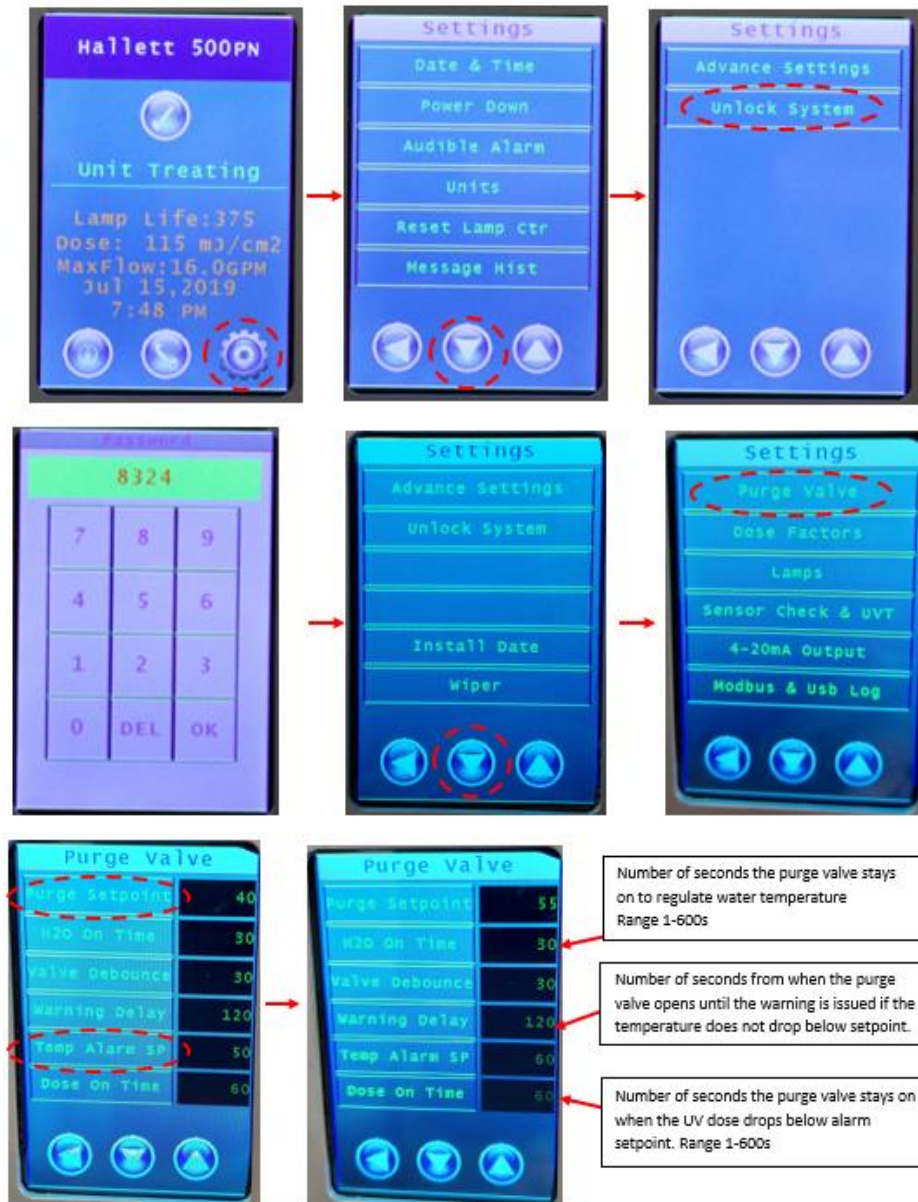 Hallett 500PN
Unit Treating
Lamp Life:375
Dose: 115 mJ/cm2
MaxFlow:16.0GPM
Jul 15,2019
7:48 PM
Settings
Date & Time
Power Down
Audible Alarm
Units
Reset Lamp Ctr
Message Hist
Settings
Advance Settings
Unlock System
Password
8324
7 8 9
4 5 6
1 2 3
0 DEL OK
Settings
Advance Settings
Unlock System
Install Date
Wiper
Settings
Purge Valve
Dose Factors
Lamps
Sensor Check & UVT
4-20mA Output
Modbus & Usb Log
Purge Valve
Purge Setpoint 40
H2O On Time 30
Valve Debounce 30
Warning Delay 120
Temp Alarm SP 50
Dose On Time 60
Purge Valve
Purge Setpoint 55
H2O On Time 30
Valve Debounce 30
Warning Delay 120
Temp Alarm SP 60
Dose On Time 60
Number of seconds the purge valve stays
on to regulate water temperature
Range 1-600s
Number of seconds from when the purge
valve opens until the warning is issued if the
temperature does not drop below setpoint.
Number of seconds the purge valve stays on
when the UV dose drops below alarm
setpoint. Range 1-600s